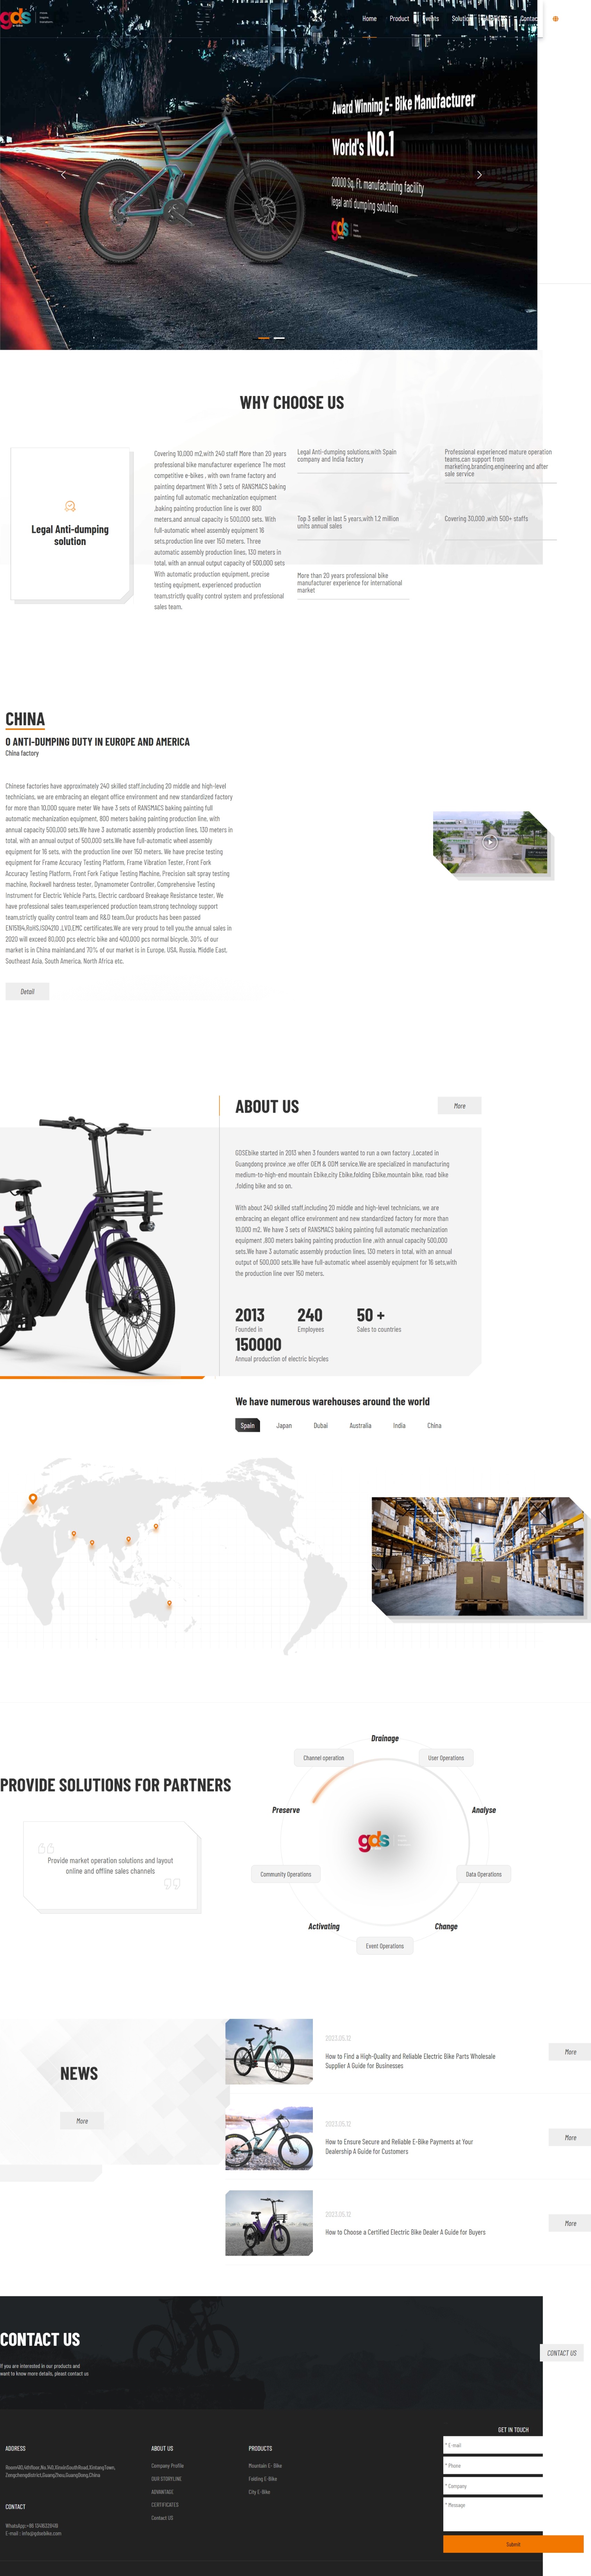 gds
Home Product Events Solution Contact
Award Winning E- Bike Manufacturer
World's NO.1
20000 Sq. Ft. manufacturing facility
legal anti dumping solution
gds
WHY CHOOSE US
Legal Anti-dumping
solution
Covering 10,000 m2,with 240 staff More than 20 years
professional bike manufacturer experience The most
competitive e-bikes , with own frame factory and
painting department With 3 sets of RANSMACS baking
painting full automatic mechanization equipment
,baking painting production line is over 800
meters,and annual capacity is 500,000 sets. With
full-automatic wheel assembly equipment 16
sets,production line over 150 meters. Three
automatic assembly production lines, 130 meters in
total, with an annual output capacity of 500,000 sets
With automatic production equipment, precise
testing equipment, experienced production
team,strictly quality control system and professional
sales team.
Legal Anti-dumping solutions,with Spain
company and India factory
Professional experienced mature operation
teams,can support from
marketing,branding,engineering and after
sale service
Top 3 seller in last 5 years,with 1.2 million
units annual sales
Covering 30,000 ,with 500+ staffs
More than 20 years professional bike
manufacturer experience for international
market
CHINA
0 ANTI-DUMPING DUTY IN EUROPE AND AMERICA
China factory
Chinese factories have approximately 240 skilled staff,including 20 middle and high-level
technicians, we are embracing an elegant office environment and new standardized factory
for more than 10,000 square meter We have 3 sets of RANSMACS baking painting full
automatic mechanization equipment, 800 meters baking painting production line, with
annual capacity 500,000 sets.We have 3 automatic assembly production lines, 130 meters in
total, with an annual output of 500,000 sets.We have full-automatic wheel assembly
equipment for 16 sets, with the production line over 150 meters. We have precise testing
equipment for Frame Accuracy Testing Platform, Frame Vibration Tester, Front Fork
Accuracy Testing Platform, Front Fork Fatigue Testing Machine, Precision salt spray testing
machine, Rockwell hardness tester, Dynamometer Controller, Comprehensive Testing
Instrument for Electric Vehicle Parts, Electric cardboard Breakage Resistance tester. We
have professional sales team,experienced production team,strong technology support
team,strictly quality control team and R&D team.Our products has been passed
EN15194,RoHS,ISO4210 ,LVD,EMC certificates.We are very proud to tell you,the annual sales in
2020 will exceed 80,000 pcs electric bike and 400,000 pcs normal bicycle. 30% of our
market is in China mainland,and 70% of our market is in Europe, USA, Russia, Middle East,
Southeast Asia, South America, North Africa etc.
Detail
ABOUT US
More
GDSEbike started in 2013 when 3 founders wanted to run a own factory ,Located in
Guangdong province ,we offer OEM & ODM service,We are specialized in manufacturing
medium-to-high-end mountain Ebike,city Ebike,folding Ebike,mountain bike, road bike
,folding bike and so on.
With about 240 skilled staff,including 20 middle and high-level technicians, we are
embracing an elegant office environment and new standardized factory for more than
10,000 m2. We have 3 sets of RANSMACS baking painting full automatic mechanization
equipment ,800 meters baking painting production line ,with annual capacity 500,000
sets.We have 3 automatic assembly production lines, 130 meters in total, with an annual
output of 500,000 sets.We have full-automatic wheel assembly equipment for 16 sets,with
the production line over 150 meters.
2013 240 50 +
Founded in Employees Sales to countries
150000
Annual production of electric bicycles
We have numerous warehouses around the world
Spain Japan Dubai Australia India China
PROVIDE SOLUTIONS FOR PARTNERS
Provide market operation solutions and layout
online and offline sales channels
Drainage
Channel operation User Operations
Preserve Analyse
gds
Community Operations Data Operations
Activating Change
Event Operations
NEWS
More
2023.05.12
How to Find a High-Quality and Reliable Electric Bike Parts Wholesale
Supplier A Guide for Businesses
More
2023.05.12
How to Ensure Secure and Reliable E-Bike Payments at Your
Dealership A Guide for Customers
More
2023.05.12
How to Choose a Certified Electric Bike Dealer A Guide for Buyers
More
CONTACT US
If you are interested in our products and
want to know more details, pleast contact us
CONTACT US
GET IN TOUCH
ADDRESS
Room1413,14thfloor,No.140,XinxinSouthRoad,XintangTown,
ZengchengdistrictGuangZhou,GuangDong,China
CONTACT
E-mail : info@gdsebike.com
ABOUT US
Company Profile
OUR STORYLINE
ADVANTAGE
CERTIFICATES
Contact US
PRODUCTS
Mountain E- Bike
Folding E-Bike
City E-Bike
* E-mail
* Phone
* Company
* Message
Submit